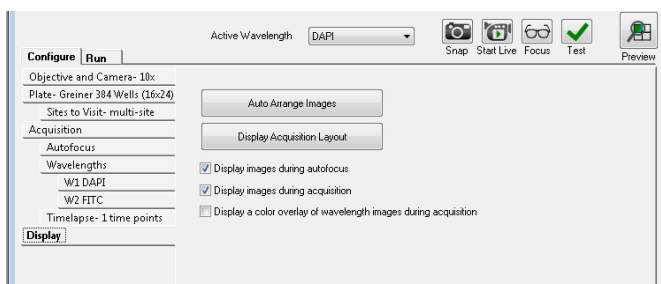 Active Wavelength DAPI
Snap Start Live Focus Test Preview
Configure Run
Objective and Camera- 10x
Plate- Greiner 384 Wells (16x24)
Sites to Visit- multi-site
Acquisition
Autofocus
Wavelengths
W1 DAPI
W2 FITC
Timelapse- 1 time points
Display
Auto Arrange Images
Display Acquisition Layout
Display images during autofocus
Display images during acquisition
Display a color overlay of wavelength images during acquisition